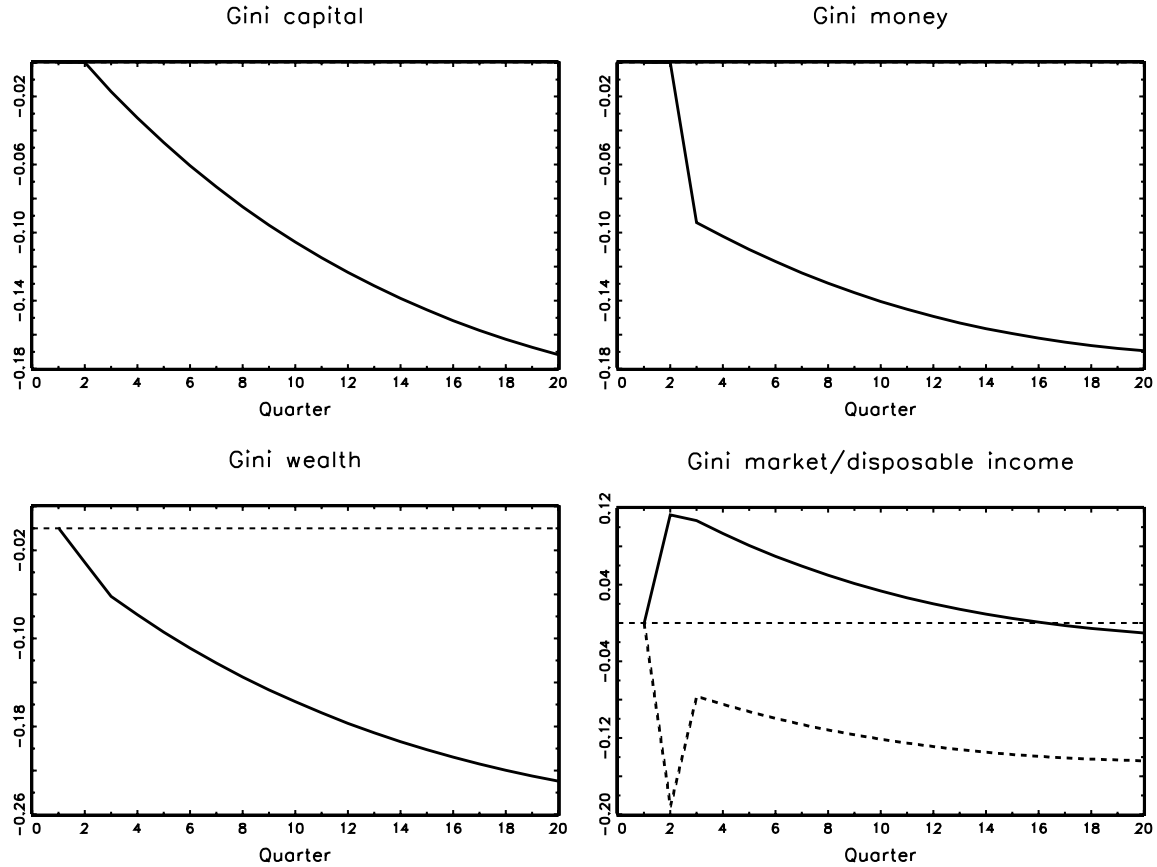 Gini capital
-0.02
-0.06
-0.10
-0.14
-0.18
0 2 4 6 8 10 12 14 16 18 20
Quarter
Gini money
-0.02
-0.06
-0.10
-0.14
-0.18
0 2 4 6 8 10 12 14 16 18 20
Quarter
Gini wealth
-0.02
-0.10
-0.18
-0.26
0 2 4 6 8 10 12 14 16 18 20
Quarter
Gini market/disposable income
0.12
0.04
-0.04
-0.12
-0.20
0 2 4 6 8 10 12 14 16 18 20
Quarter